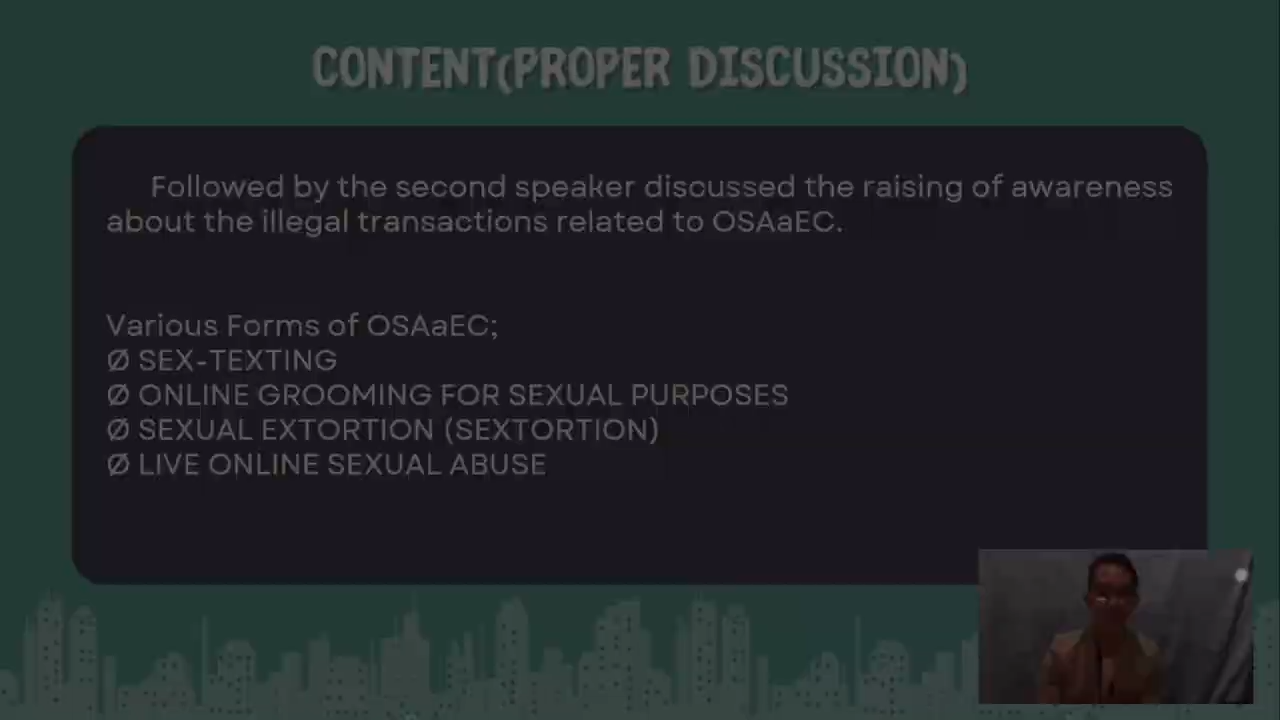 CONTENT(PROPER DISCUSSION)
Followed by the second speaker discussed the raising of awareness
about the illegal transactions related to OSAaEC.
Various Forms of OSAaEC;
Ø SEX-TEXTING
Ø ONLINE GROOMING FOR SEXUAL PURPOSES
Ø SEXUAL EXTORTION (SEXTORTION)
Ø LIVE ONLINE SEXUAL ABUSE